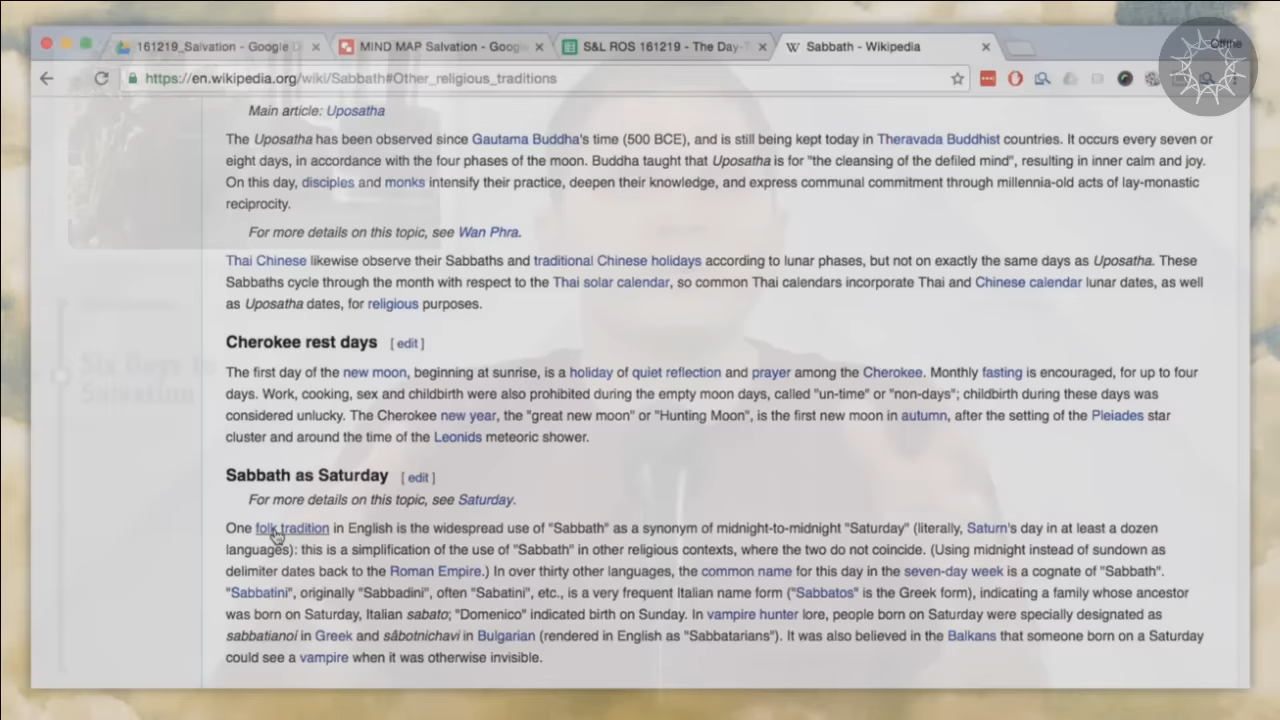 161219_Salvation - Google D
MIND MAP Salvation - Googl
S&L ROS 161219 - The Day-T
Sabbath - Wikipedia
https://en.wikipedia.org/wiki/Sabbath#Other_religious_traditions
Main article: Uposatha
The Uposatha has been observed since Gautama Buddha's time (500 BCE), and is still being kept today in Theravada Buddhist countries. It occurs every seven or
eight days, in accordance with the four phases of the moon. Buddha taught that Uposatha is for "the cleansing of the defiled mind", resulting in inner calm and joy.
On this day, disciples and monks intensify their practice, deepen their knowledge, and express communal commitment through millennia-old acts of lay-monastic
reciprocity.
For more details on this topic, see Wan Phra.
Thai Chinese likewise observe their Sabbaths and traditional Chinese holidays according to lunar phases, but not on exactly the same days as Uposatha. These
Sabbaths cycle through the month with respect to the Thai solar calendar, so common Thai calendars incorporate Thai and Chinese calendar lunar dates, as well
as Uposatha dates, for religious purposes.
Cherokee rest days [ edit ]
The first day of the new moon, beginning at sunrise, is a holiday of quiet reflection and prayer among the Cherokee. Monthly fasting is encouraged, for up to four
days. Work, cooking, sex and childbirth were also prohibited during the empty moon days, called "un-time" or "non-days"; childbirth during these days was
considered unlucky. The Cherokee new year, the "great new moon" or "Hunting Moon", is the first new moon in autumn, after the setting of the Pleiades star
cluster and around the time of the Leonids meteoric shower.
Six Days to
Salvation
Sabbath as Saturday [ edit ]
For more details on this topic, see Saturday.
One folk tradition in English is the widespread use of "Sabbath" as a synonym of midnight-to-midnight "Saturday" (literally, Saturn's day in at least a dozen
languages): this is a simplification of the use of "Sabbath" in other religious contexts, where the two do not coincide. (Using midnight instead of sundown as
delimiter dates back to the Roman Empire.) In over thirty other languages, the common name for this day in the seven-day week is a cognate of "Sabbath".
"Sabbatini", originally "Sabbadini", often "Sabatini", etc., is a very frequent Italian name form ("Sabbatos" is the Greek form), indicating a family whose ancestor
was born on Saturday, Italian sabato; "Domenico" indicated birth on Sunday. In vampire hunter lore, people born on Saturday were specially designated as
sabbatianoí in Greek and sâbotnichavi in Bulgarian (rendered in English as "Sabbatarians"). It was also believed in the Balkans that someone born on a Saturday
could see a vampire when it was otherwise invisible.